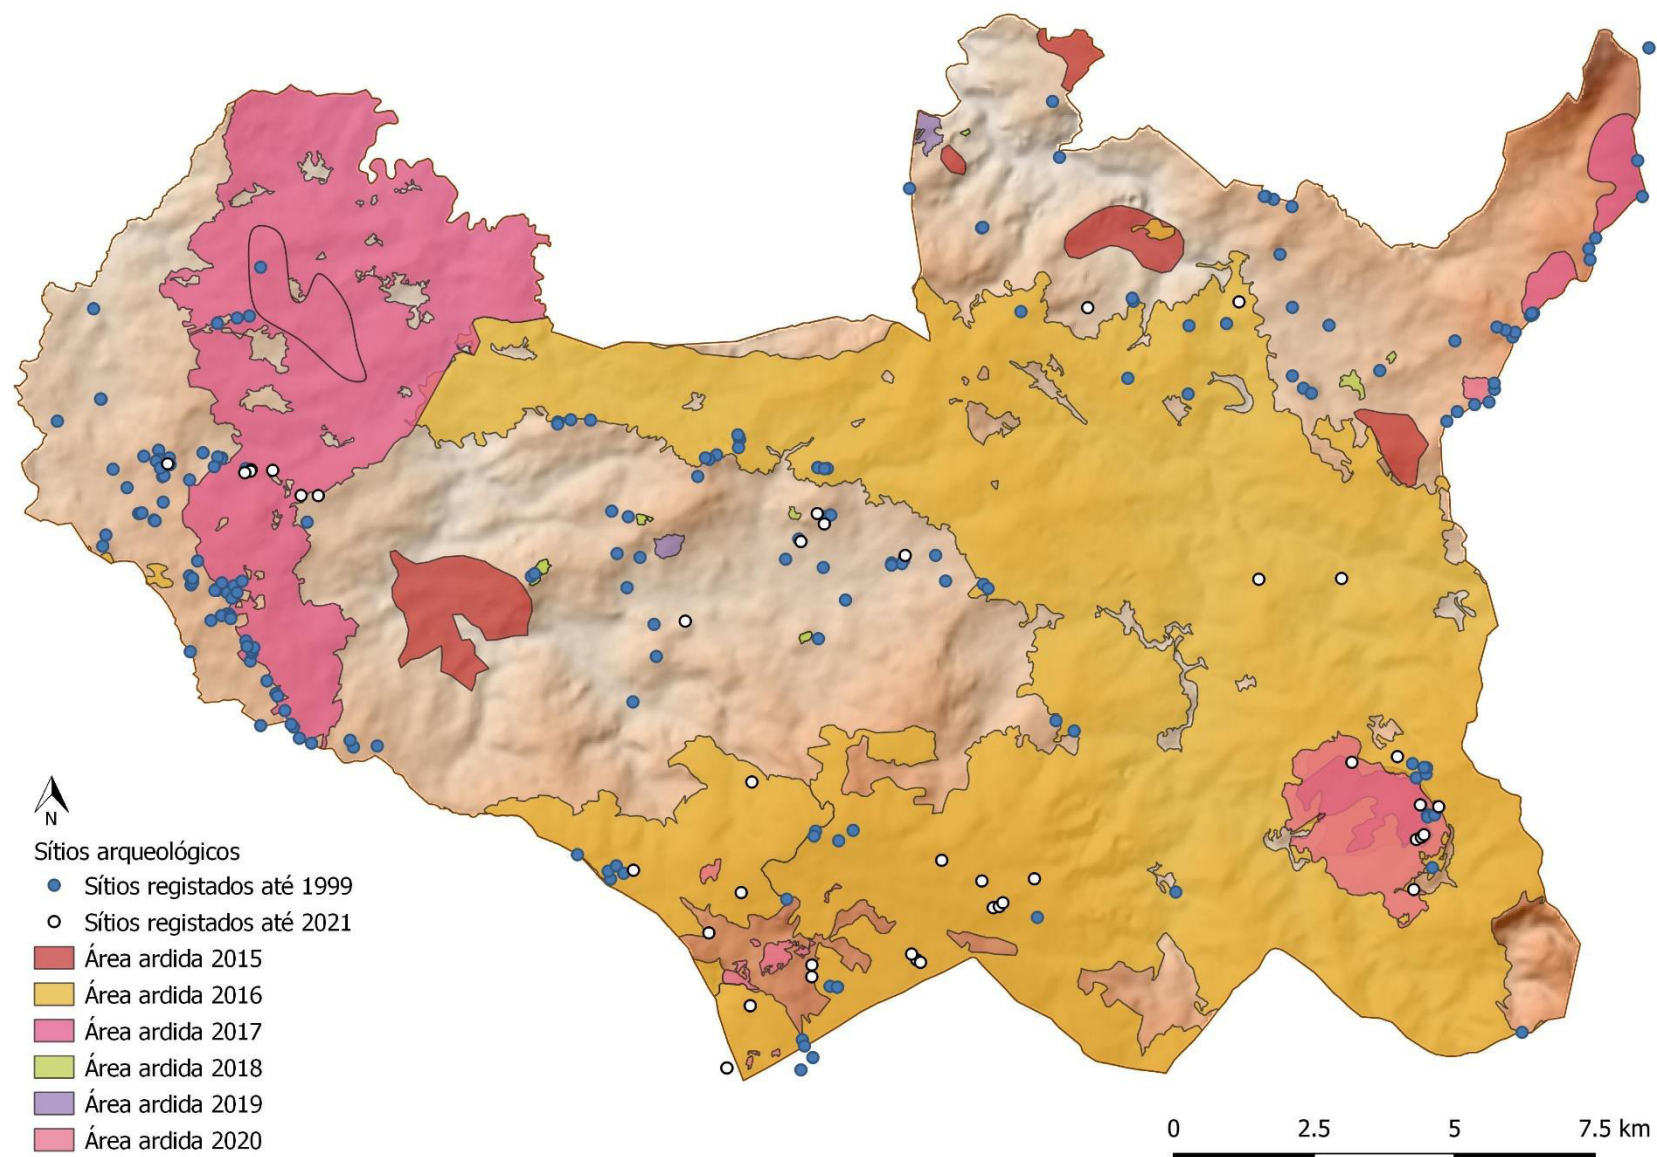 N
Sítios arqueológicos
Sítios registados até 1999
Sítios registados até 2021
Área ardida 2015
Área ardida 2016
Área ardida 2017
Área ardida 2018
Área ardida 2019
Área ardida 2020
0 2.5 5 7.5 km